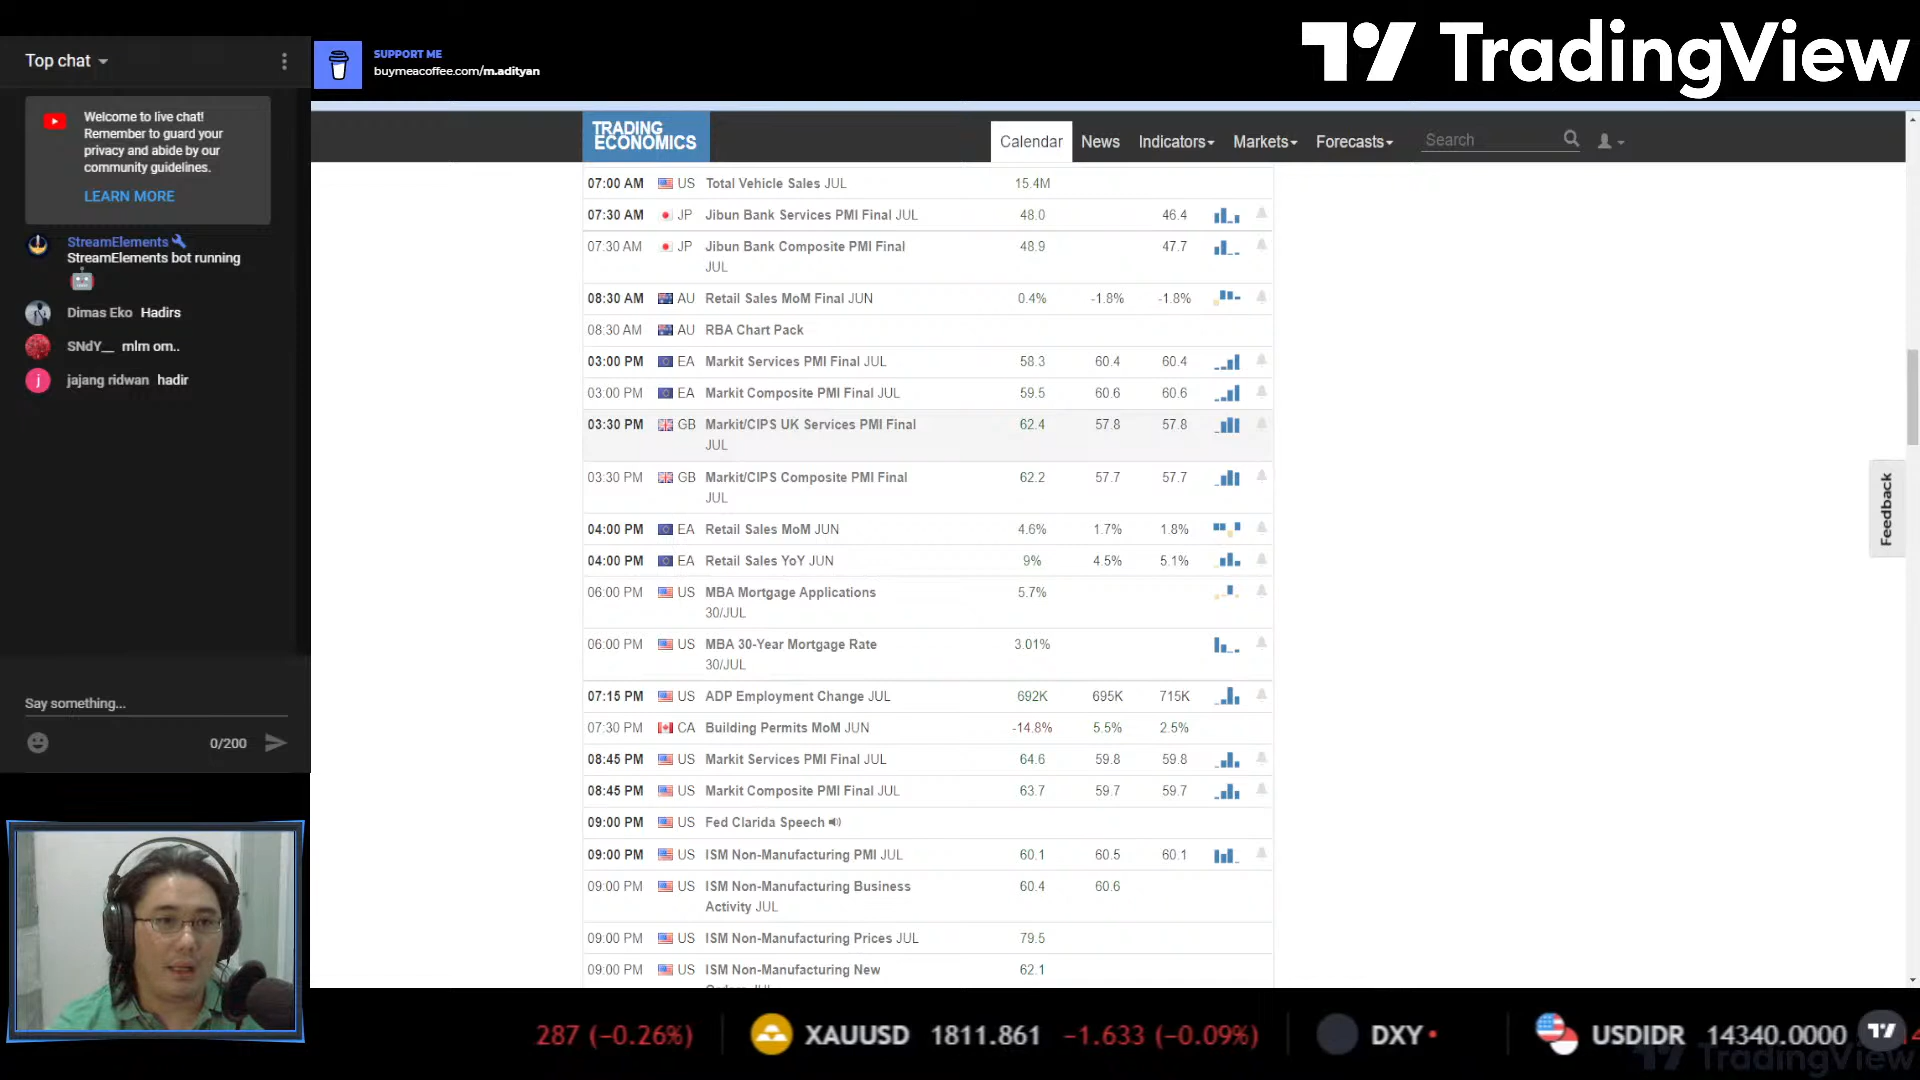 Top chat
SUPPORT ME
buymeacoffee.com/m.adityan
TradingView
Welcome to live chat!
Remember to guard your
privacy and abide by our
community guidelines.
LEARN MORE
StreamElements
StreamElements bot running
Dimas Eko Hadirs
SNdY__ mlm om..
j
jajang ridwan hadir
Say something...
0/200
TRADING
ECONOMICS
Calendar News Indicators Markets Forecasts Search
07:00 AM US Total Vehicle Sales JUL 15.4M
07:30 AM JP Jibun Bank Services PMI Final JUL 48.0 46.4
07:30 AM JP Jibun Bank Composite PMI Final 48.9 47.7
JUL
08:30 AM AU Retail Sales MoM Final JUN 0.4% -1.8% -1.8%
08:30 AM AU RBA Chart Pack
03:00 PM EA Markit Services PMI Final JUL 58.3 60.4 60.4
03:00 PM EA Markit Composite PMI Final JUL 59.5 60.6 60.6
03:30 PM GB Markit/CIPS UK Services PMI Final 62.4 57.8 57.8
JUL
03:30 PM GB Markit/CIPS Composite PMI Final 62.2 57.7 57.7
JUL
04:00 PM EA Retail Sales MoM JUN 4.6% 1.7% 1.8%
04:00 PM EA Retail Sales YoY JUN 9% 4.5% 5.1%
06:00 PM US MBA Mortgage Applications 5.7%
30/JUL
06:00 PM US MBA 30-Year Mortgage Rate 3.01%
30/JUL
07:15 PM US ADP Employment Change JUL 692K 695K 715K
07:30 PM CA Building Permits MoM JUN -14.8% 5.5% 2.5%
08:45 PM US Markit Services PMI Final JUL 64.6 59.8 59.8
08:45 PM US Markit Composite PMI Final JUL 63.7 59.7 59.7
09:00 PM US Fed Clarida Speech
09:00 PM US ISM Non-Manufacturing PMI JUL 60.1 60.5 60.1
09:00 PM US ISM Non-Manufacturing Business 60.4 60.6
Activity JUL
09:00 PM US ISM Non-Manufacturing Prices JUL 79.5
09:00 PM US ISM Non-Manufacturing New 62.1
Feedback
287 (−0.26%) XAUUSD 1811.861 −1.633 (−0.09%) DXY USDIDR 14340.0000
TradingView